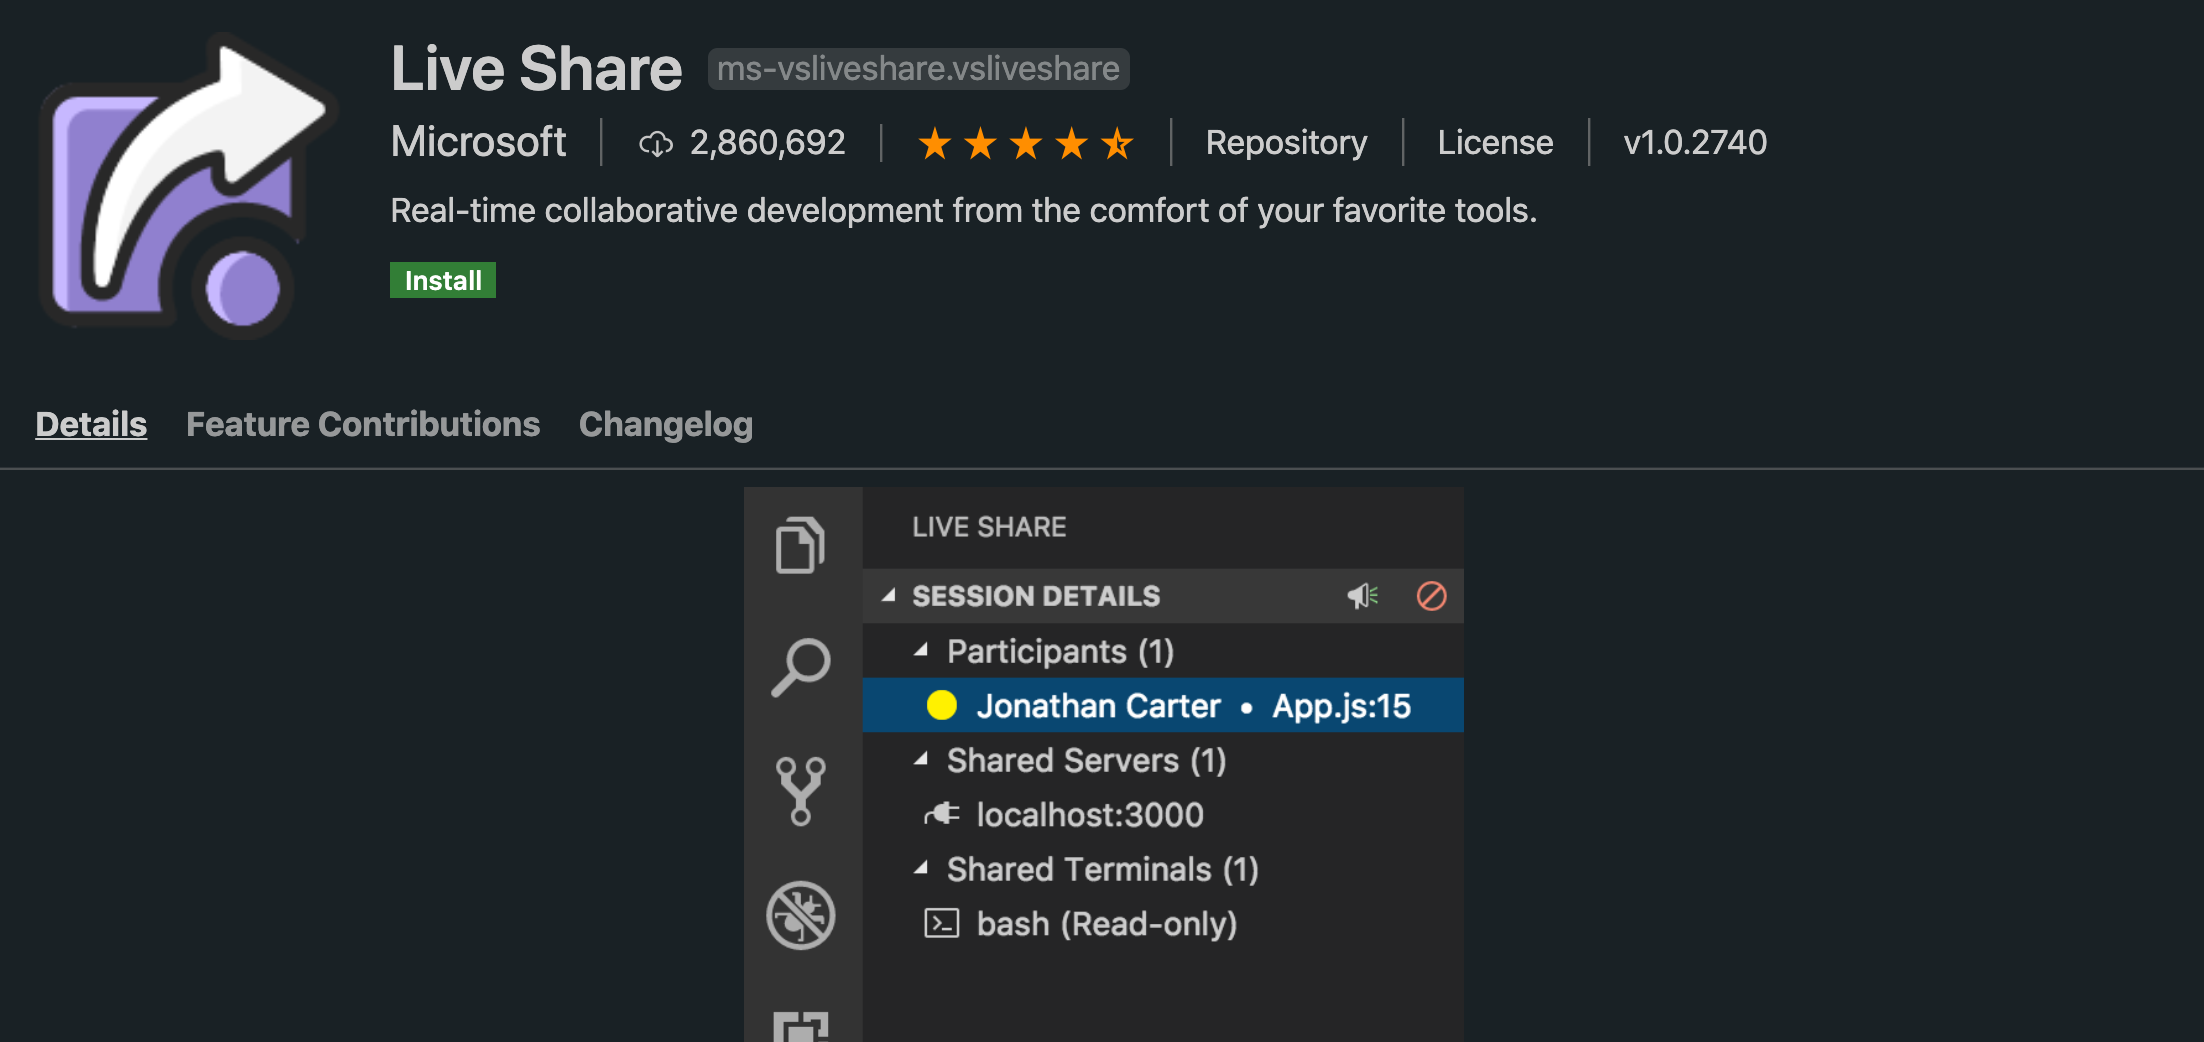 Live Share ms-vsliveshare.vsliveshare
Microsoft 2,860,692 Repository License v1.0.2740
Real-time collaborative development from the comfort of your favorite tools.
Install
Details Feature Contributions Changelog
LIVE SHARE
SESSION DETAILS
Participants (1)
Jonathan Carter • App.js:15
Shared Servers (1)
localhost:3000
Shared Terminals (1)
bash (Read-only)